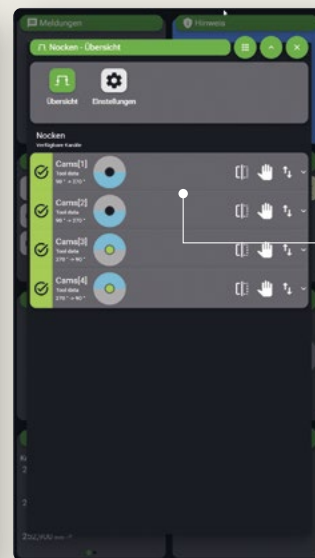 Meldungen
Hinweis
Nocken - Übersicht
Übersicht
Einstellungen
Nocken
Verfügbare Kanäle
Cams[1]
Tool data
90 ° -> 270 °
Cams[2]
Tool data
90 ° -> 270 °
Cams[3]
Tool data
270 ° -> 90 °
Cams[4]
Tool data
270 ° -> 90 °